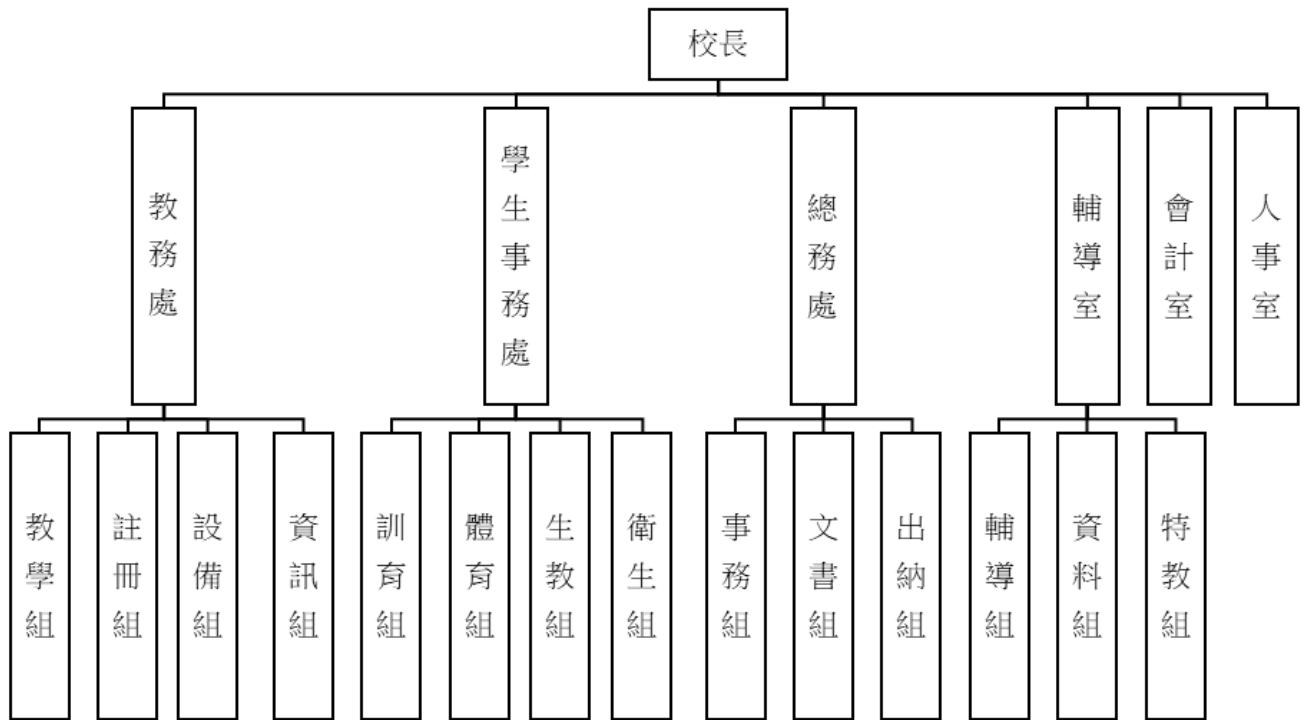 校長
教務處
學生事務處
總務處
輔導室
會計室
人事室
教學組
註冊組
設備組
資訊組
訓育組
體育組
生教組
衛生組
事務組
文書組
出納組
輔導組
資料組
特教組